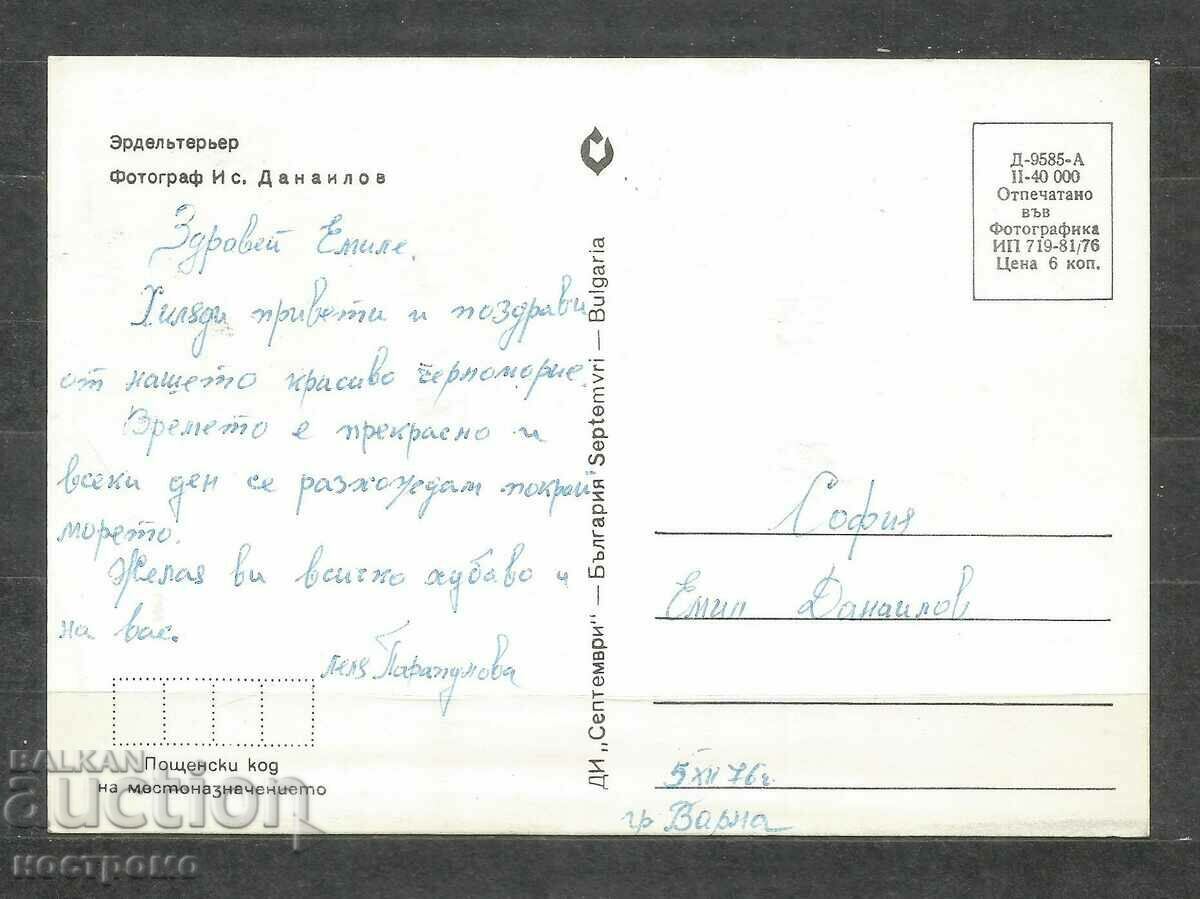 Эрдельтерьер
Фотограф Ис. Данаилов
Здравей Емиле.
Хиляди привети и поздрави
от нашето красиво черноморие.
Времето е прекрасно и
всеки ден се разхождам покрай
морето.
Желая ви всичко хубаво и
на вас.
леля
Пощенски код
на местоназначението
ДИ „Септември“ — България "Septemvri — Bulgaria
Д-9585-А
II-40 000
Отпечатано
във
Фотографика
ИП 719-81/76
Цена 6 коп.
София
Емил Данаилов
5 XII 76 г.
гр Варна
BALKAN
auction
костромо